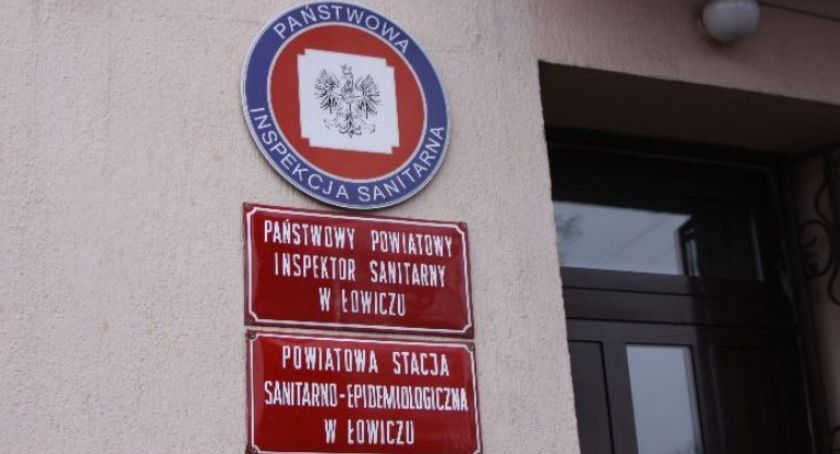 PAŃSTWOWA
INSPEKCJA SANITARNA
PAŃSTWOWY POWIATOWY
INSPEKTOR SANITARNY
W ŁOWICZU
POWIATOWA STACJA
SANITARNO-EPIDEMIOLOGICZNA
W ŁOWICZU